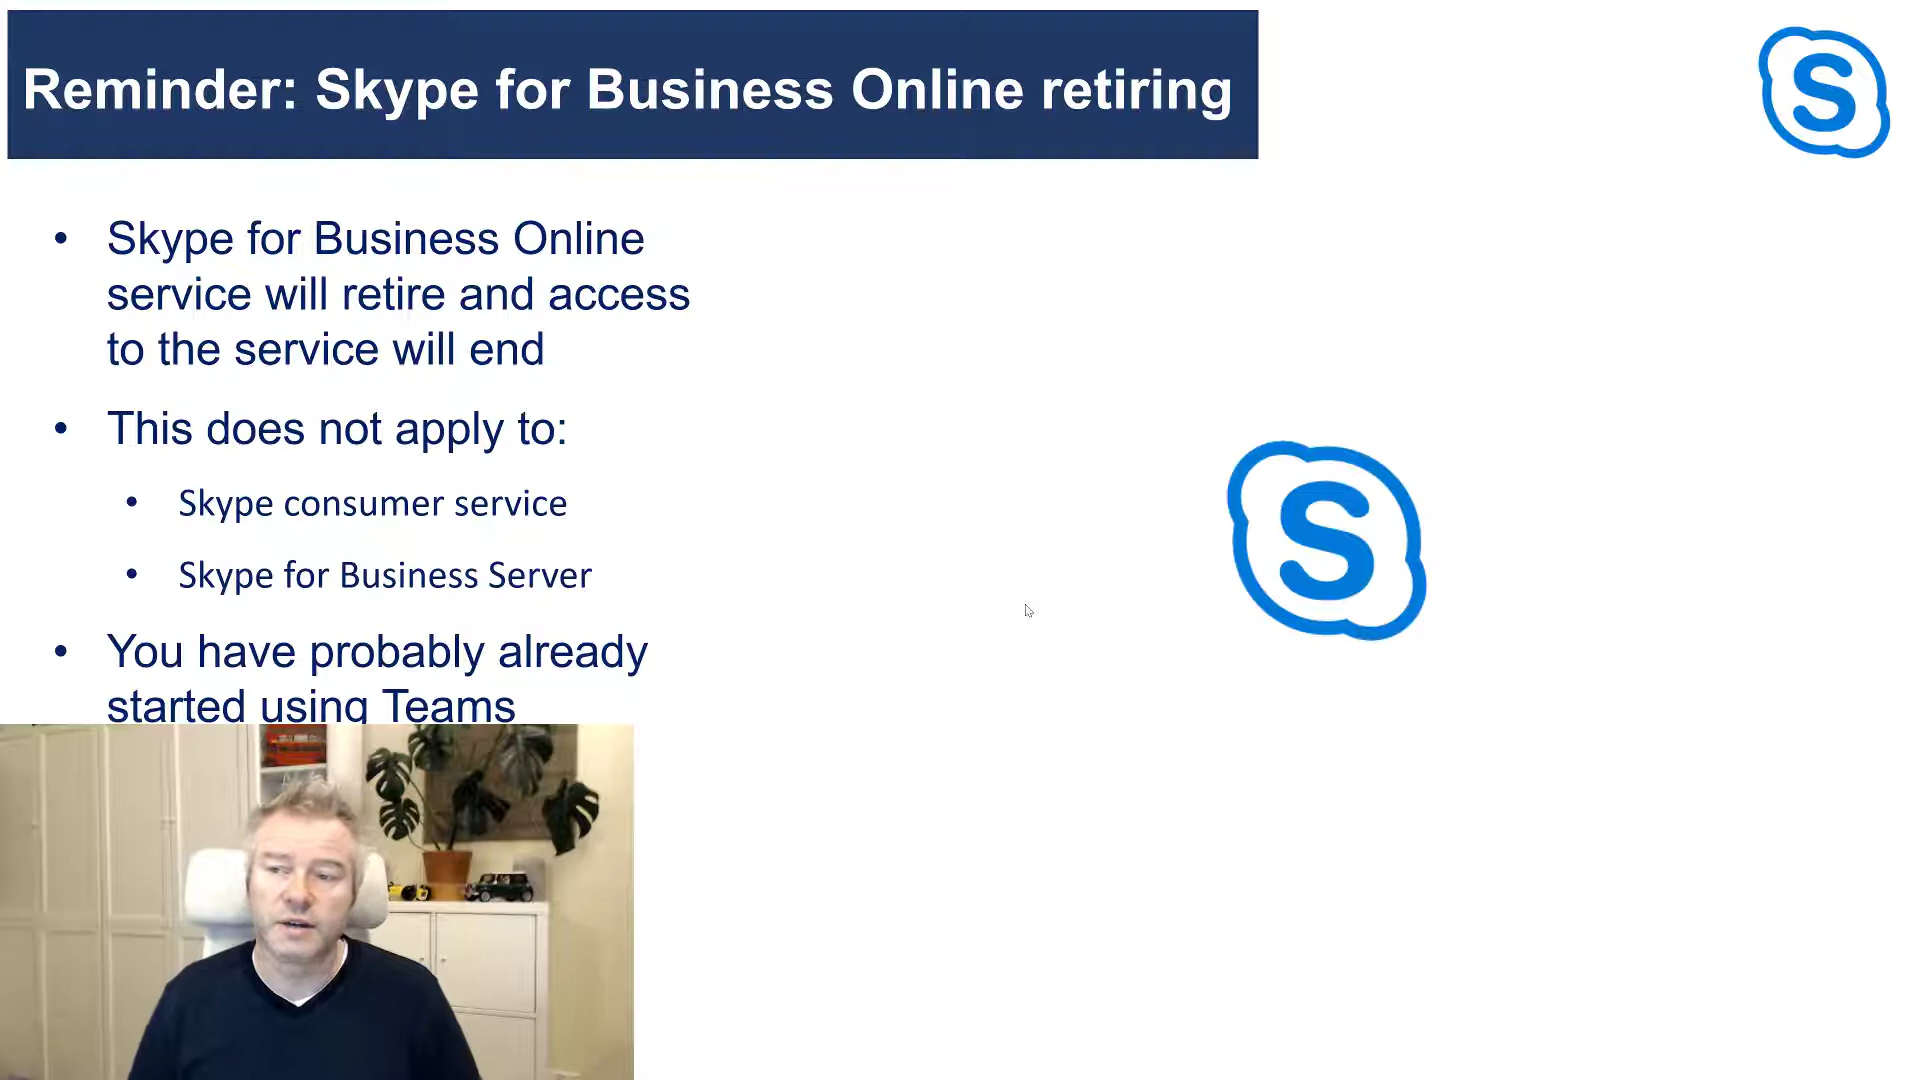 Reminder: Skype for Business Online retiring
• Skype for Business Online
service will retire and access
to the service will end
• This does not apply to:
• Skype consumer service
• Skype for Business Server
• You have probably already
started using Teams